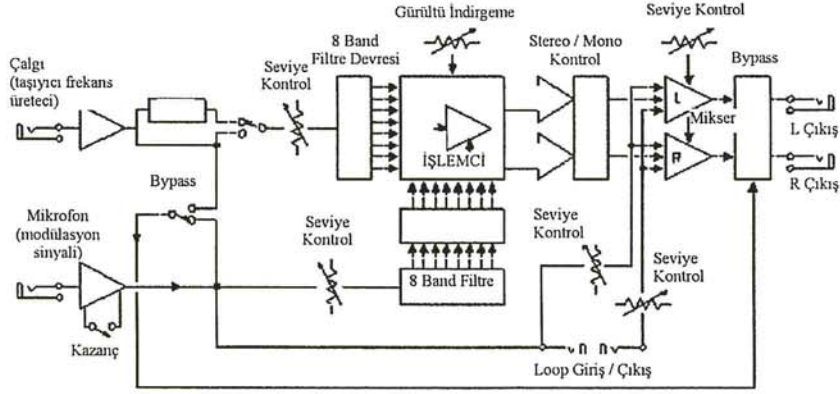 Gürültü İndirgeme
Seviye Kontrol
8 Band
Filtre Devresi
Stereo / Mono
Kontrol
Bypass
Çalgı
(taşıyıcı frekans
üreteci)
Seviye
Kontrol
L
Mikser
L Çıkış
R
R Çıkış
İŞLEMCİ
Bypass
Mikrofon
(modülasyon
sinyali)
Seviye
Kontrol
Seviye
Kontrol
Seviye
Kontrol
8 Band Filtre
Kazanç
Loop Giriş / Çıkış